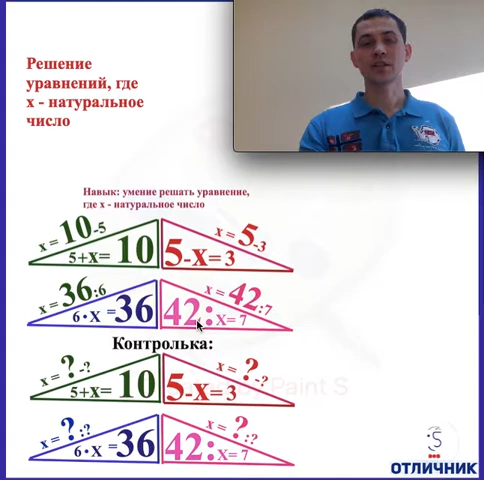 Решение
уравнений, где
х - натуральное
число
Навык: умение решать уравнение,
где х - натуральное число
x = 10-5
5+x= 10
x = 5-3
5-x= 3
x = 36:6
6·x =36
x = 42:7
42:x= 7
Контролька:
x = ?-?
5+x= 10
x = ?-?
5-x= 3
x = ?:?
6·x =36
x = ?:?
42:x= 7
Paint S
S
ОТЛИЧНИК